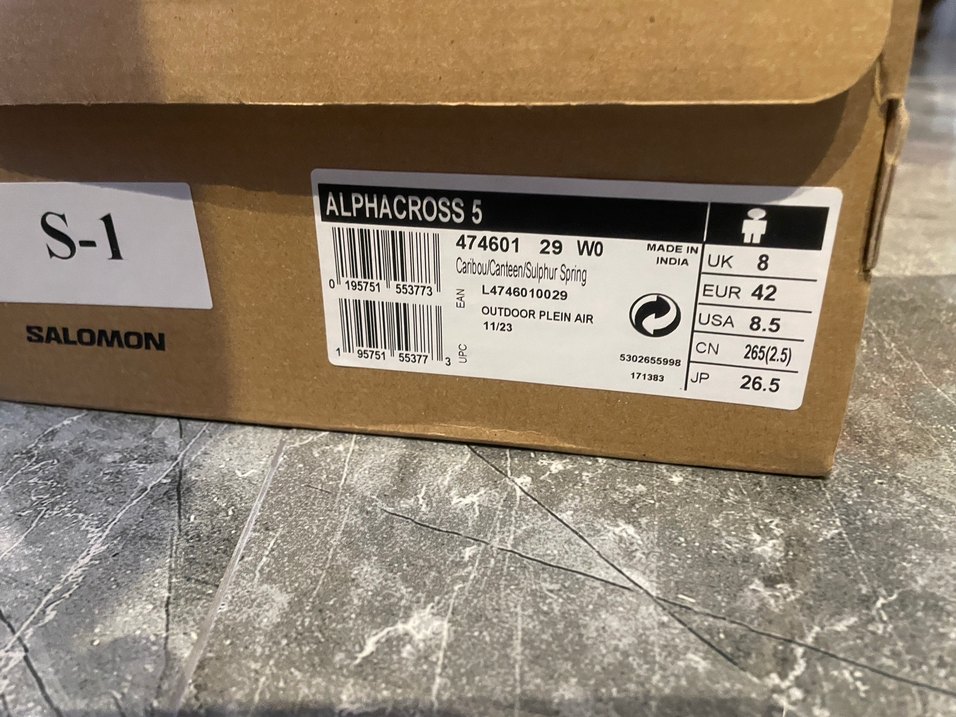 S-1
SALOMON
ALPHACROSS 5
474601 29 W0
Caribou/Canteen/Sulphur Spring
L4746010029
OUTDOOR PLEIN AIR
11/23
0 195751 553773
EAN
1 95751 55377 3
UPC
MADE IN
INDIA
5302655998
171383
UK 8
EUR 42
USA 8.5
CN 265(2.5)
JP 26.5